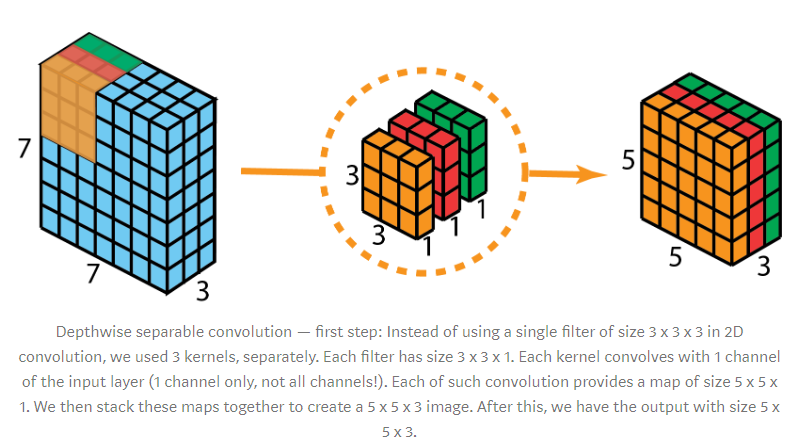 7
7
3
3
3
1
1
1
5
5
3
Depthwise separable convolution — first step: Instead of using a single filter of size 3 x 3 x 3 in 2D
convolution, we used 3 kernels, separately. Each filter has size 3 x 3 x 1. Each kernel convolves with 1 channel
of the input layer (1 channel only, not all channels!). Each of such convolution provides a map of size 5 x 5 x
1. We then stack these maps together to create a 5 x 5 x 3 image. After this, we have the output with size 5 x
5 x 3.